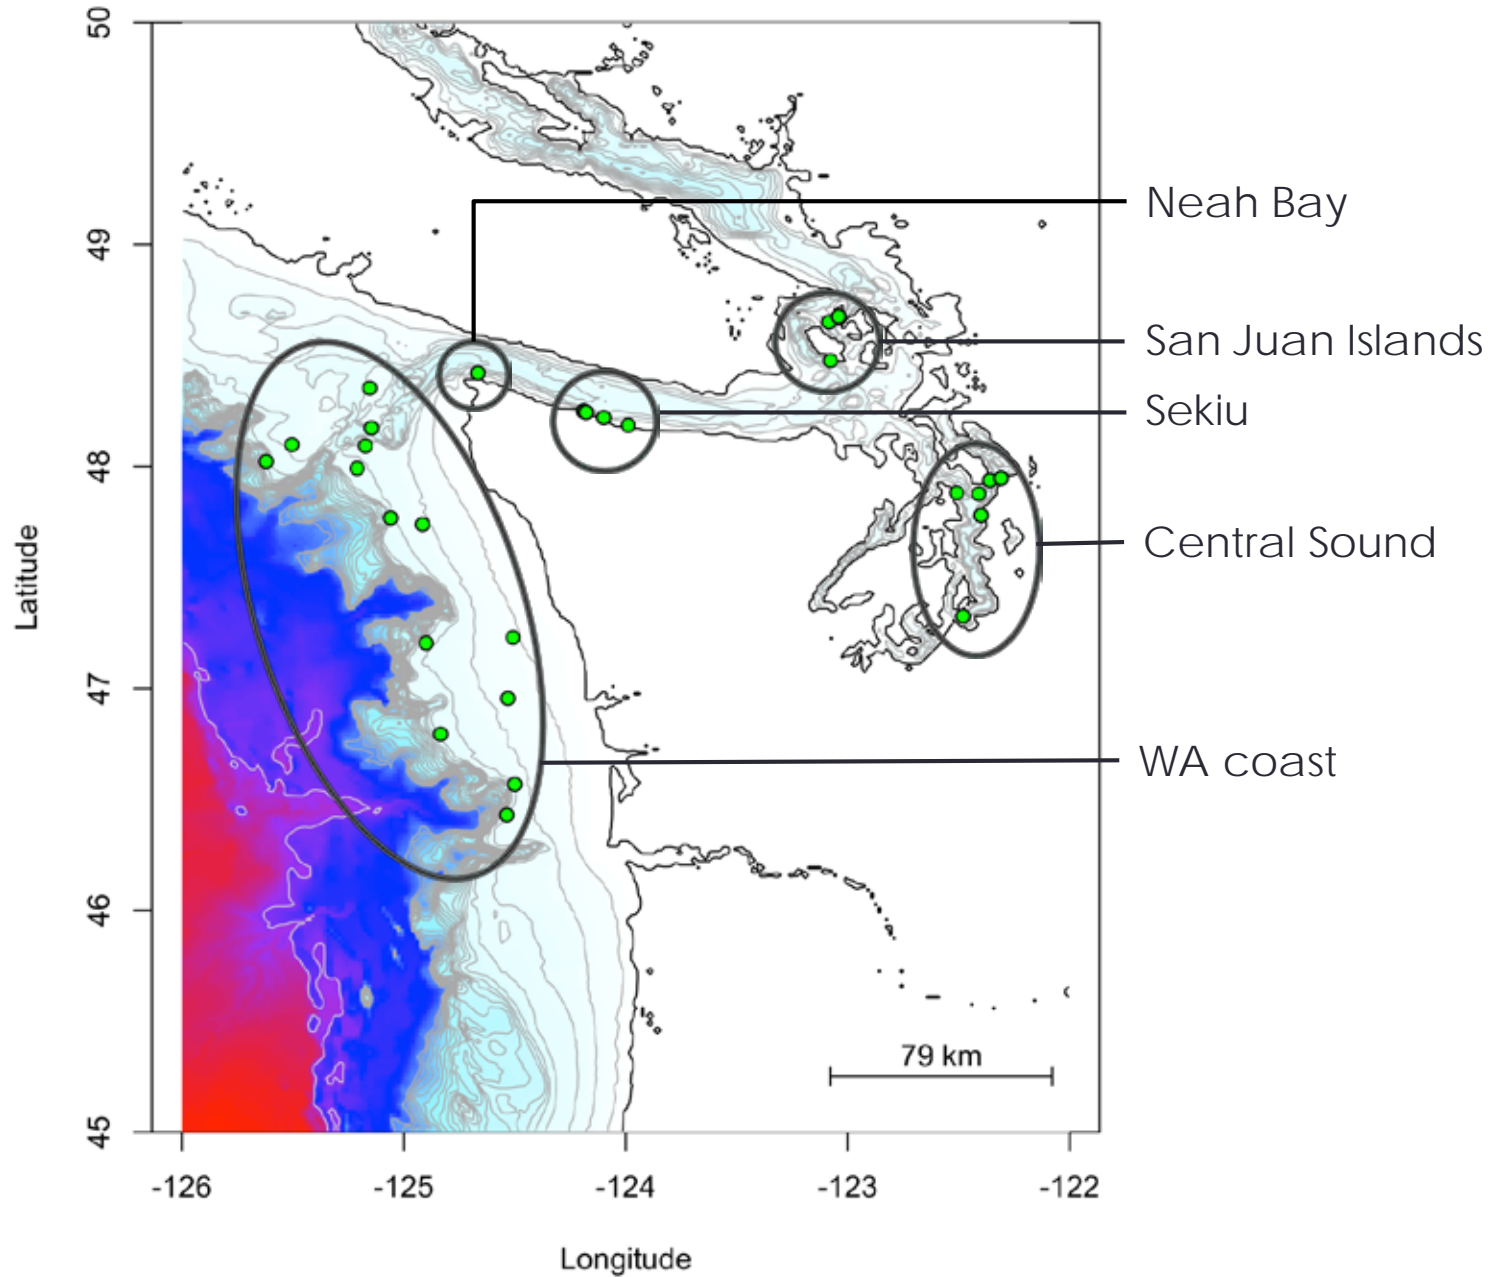 50
49
48
47
46
45
Latitude
Neah Bay
San Juan Islands
Sekiu
Central Sound
WA coast
79 km
-126
-125
-124
-123
-122
Longitude